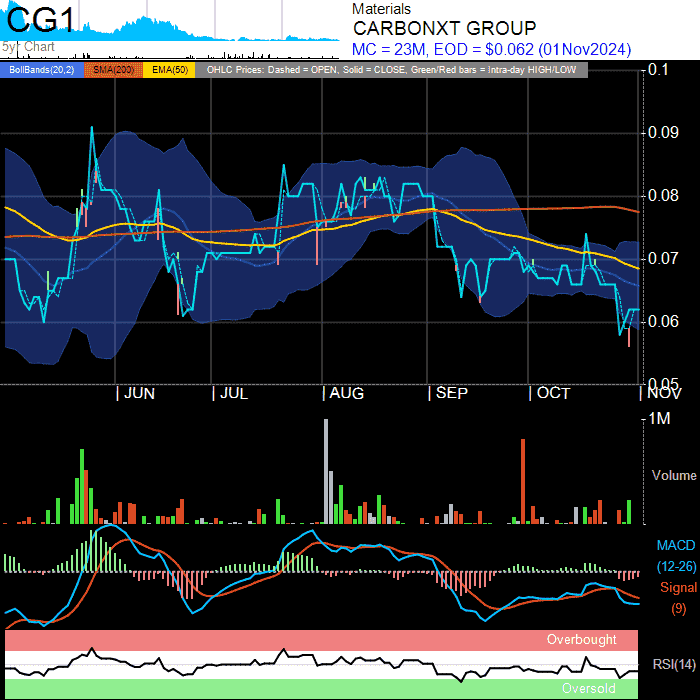 CG1
5yr Chart
Materials
CARBONXT GROUP
MC = 23M, EOD = $0.062 (01Nov2024)
BollBands(20,2) SMA(200) EMA(50) OHLC Prices: Dashed = OPEN, Solid = CLOSE, Green/Red bars = Intra-day HIGH/LOW
0.1
0.09
0.08
0.07
0.06
0.05
JUN JUL AUG SEP OCT NOV
1M
Volume
MACD
(12-26)
Signal
(9)
Overbought
RSI(14)
Oversold